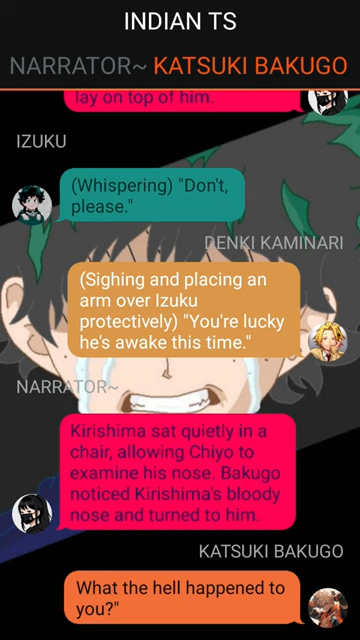 INDIAN TS
NARRATOR~ KATSUKI BAKUGO
lay on top of him.
IZUKU
(Whispering) "Don't,
please."
DENKI KAMINARI
(Sighing and placing an
arm over Izuku
protectively) "You're lucky
he's awake this time."
NARRATOR~
Kirishima sat quietly in a
chair, allowing Chiyo to
examine his nose. Bakugo
noticed Kirishima's bloody
nose and turned to him.
KATSUKI BAKUGO
What the hell happened to
you?"